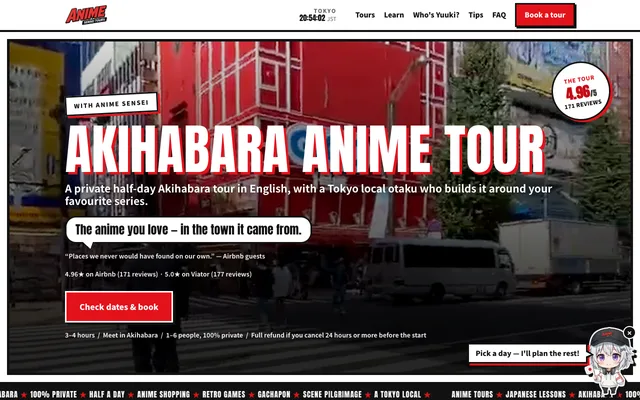 ANIME
TOKYO
20:54:02 JST
Tours
Learn
Who's Yuuki?
Tips
FAQ
Book a tour
WITH ANIME SENSEI
THE TOUR
4.96/5
171 REVIEWS
AKIHABARA ANIME TOUR
A private half-day Akihabara tour in English, with a Tokyo local otaku who builds it around your
favourite series.
The anime you love – in the town it came from.
“Places we never would have found on our own.” — Airbnb guests
4.96★ on Airbnb (171 reviews) · 5.0★ on Viator (177 reviews)
Check dates & book
3–4 hours / Meet in Akihabara / 1–6 people, 100% private / Full refund if you cancel 24 hours or more before the start
Pick a day — I'll plan the rest!
×
ABARA ★ 100% PRIVATE ★ HALF A DAY ★ ANIME SHOPPING ★ RETRO GAMES ★ GACHAPON ★ SCENE PILGRIMAGE ★ A TOKYO LOCAL ★ ANIME TOURS ★ JAPANESE LESSONS ★ AKIHABA